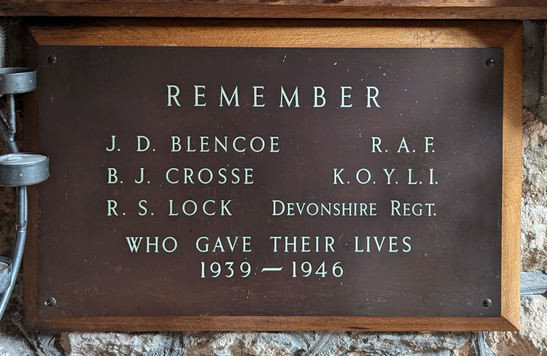 REMEMBER
J. D. BLENCOE R. A. F.
B. J. CROSSE K. O. Y. L. I.
R. S. LOCK DEVONSHIRE REGT.
WHO GAVE THEIR LIVES
1939 — 1946